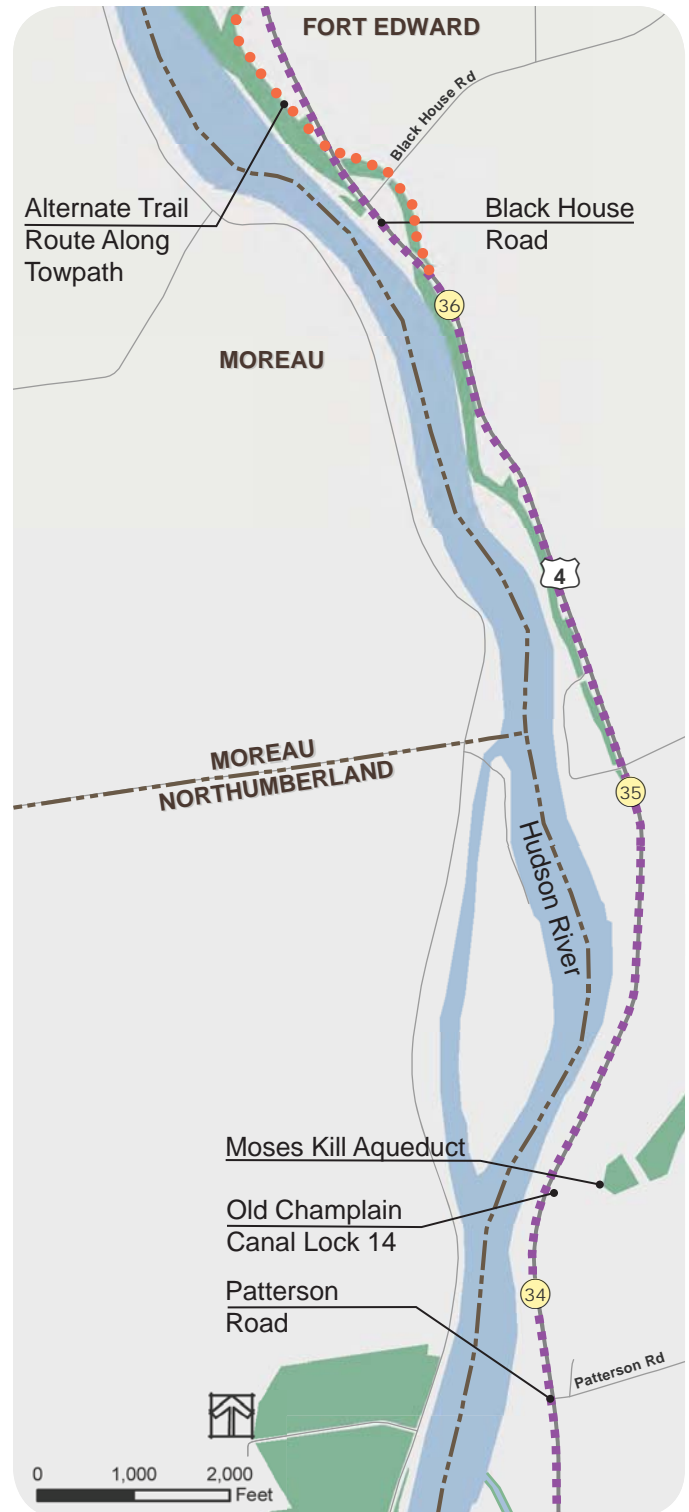 FORT EDWARD
Black House Rd
Alternate Trail
Route Along
Towpath
Black House
Road
36
MOREAU
4
MOREAU
NORTHUMBERLAND
35
Hudson River
Moses Kill Aqueduct
Old Champlain
Canal Lock 14
Patterson
Road
34
Patterson Rd
0 1,000 2,000
Feet